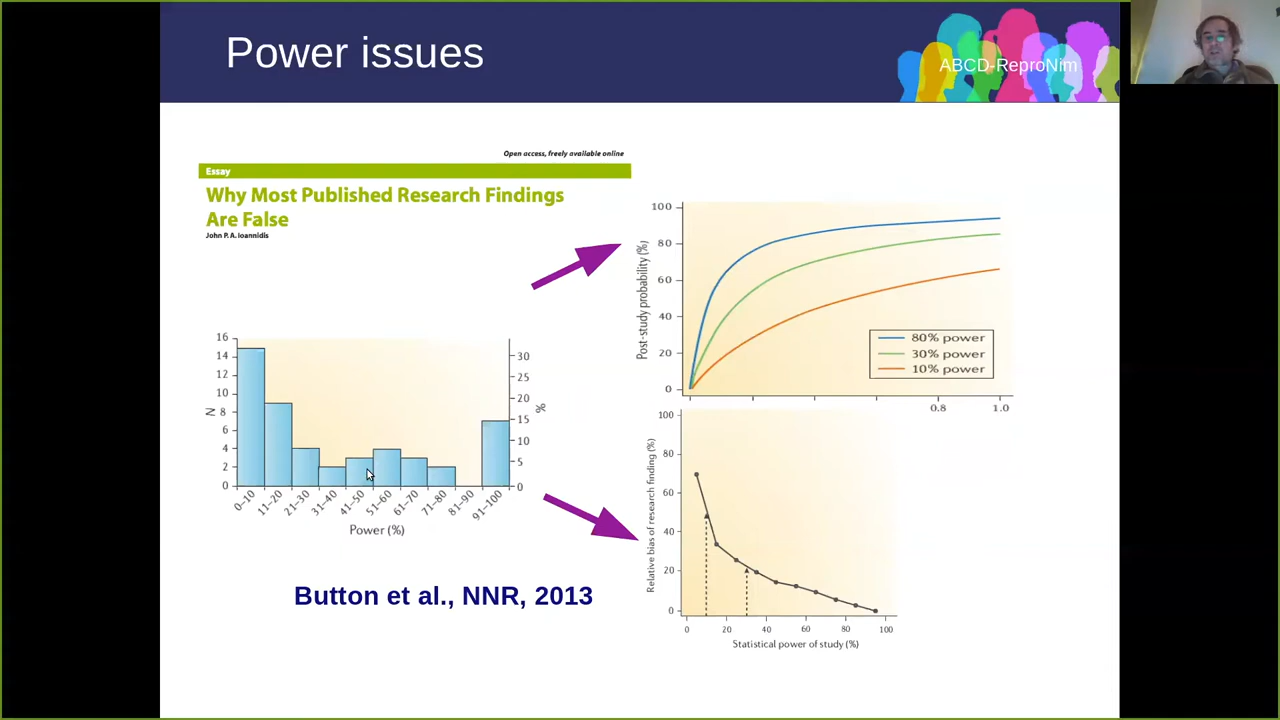 Power issues
ABCD-ReproNim
Open access, freely available online
Essay
Why Most Published Research Findings
Are False
John P. A. Ioannidis
16
14
12
10
8
6
4
2
0
N
30
25
20
15
10
5
0
%
0–10
11–20
21–30
31–40
41–50
51–60
61–70
71–80
81–90
91–100
Power (%)
Button et al., NNR, 2013
100
80
60
40
20
0
Post-study probability (%)
80% power
30% power
10% power
0.8
1.0
100
80
60
40
20
0
Relative bias of research finding (%)
0
20
40
60
80
100
Statistical power of study (%)